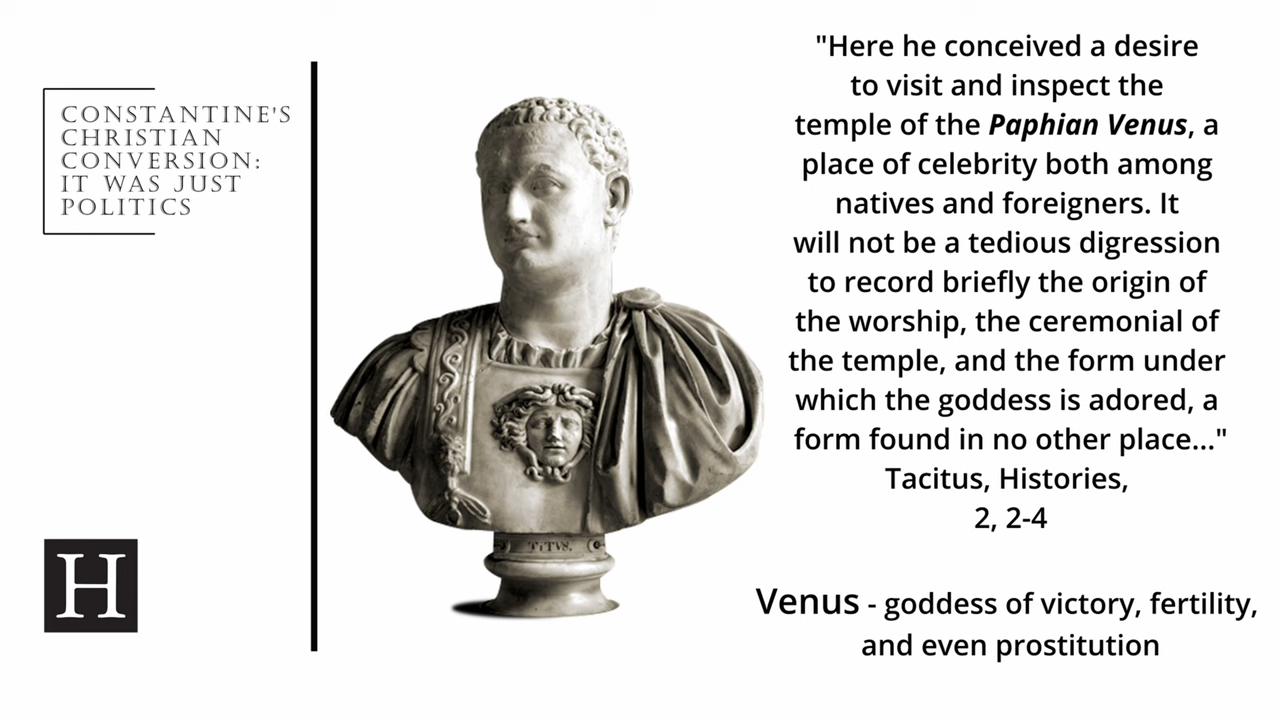 CONSTANTINE'S
CHRISTIAN
CONVERSION:
IT WAS JUST
POLITICS
H
TITVS.
"Here he conceived a desire
to visit and inspect the
temple of the Paphian Venus, a
place of celebrity both among
natives and foreigners. It
will not be a tedious digression
to record briefly the origin of
the worship, the ceremonial of
the temple, and the form under
which the goddess is adored, a
form found in no other place..."
Tacitus, Histories,
2, 2-4
Venus - goddess of victory, fertility,
and even prostitution